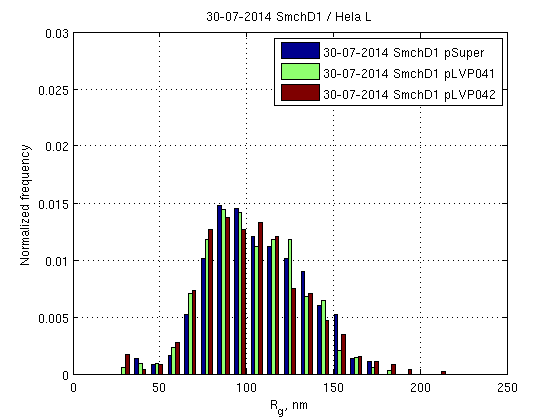 30-07-2014 SmchD1 / Hela L
30-07-2014 SmchD1 pSuper
30-07-2014 SmchD1 pLVP041
30-07-2014 SmchD1 pLVP042
Normalized frequency
0.03
0.025
0.02
0.015
0.01
0.005
0
0 50 100 150 200 250
Rg, nm